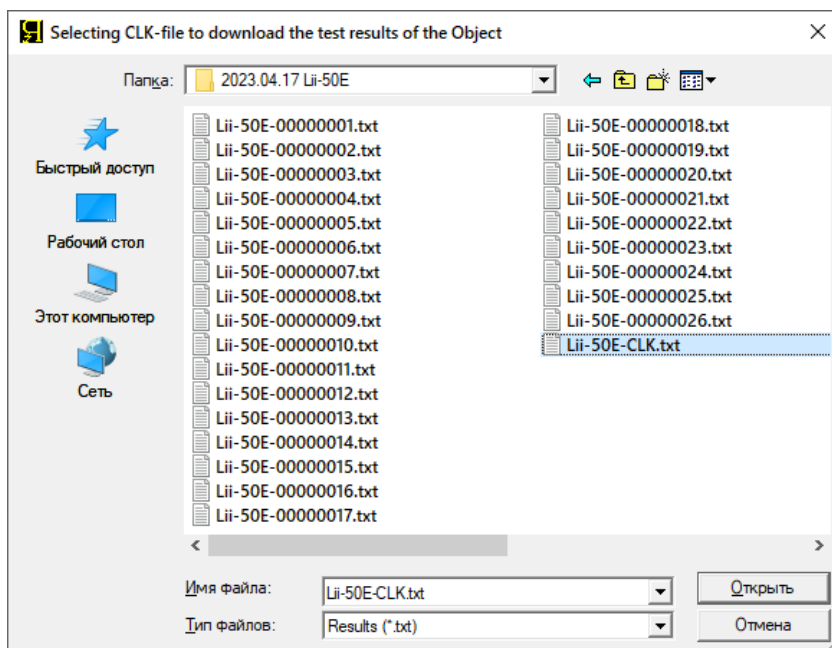 Selecting CLK-file to download the test results of the Object
Папка:
2023.04.17 Lii-50E
Быстрый доступ
Рабочий стол
Этот компьютер
Сеть
Lii-50E-00000001.txt
Lii-50E-00000002.txt
Lii-50E-00000003.txt
Lii-50E-00000004.txt
Lii-50E-00000005.txt
Lii-50E-00000006.txt
Lii-50E-00000007.txt
Lii-50E-00000008.txt
Lii-50E-00000009.txt
Lii-50E-00000010.txt
Lii-50E-00000011.txt
Lii-50E-00000012.txt
Lii-50E-00000013.txt
Lii-50E-00000014.txt
Lii-50E-00000015.txt
Lii-50E-00000016.txt
Lii-50E-00000017.txt
Lii-50E-00000018.txt
Lii-50E-00000019.txt
Lii-50E-00000020.txt
Lii-50E-00000021.txt
Lii-50E-00000022.txt
Lii-50E-00000023.txt
Lii-50E-00000024.txt
Lii-50E-00000025.txt
Lii-50E-00000026.txt
Lii-50E-CLK.txt
Имя файла:
Lii-50E-CLK.txt
Открыть
Тип файлов:
Results (*.txt)
Отмена